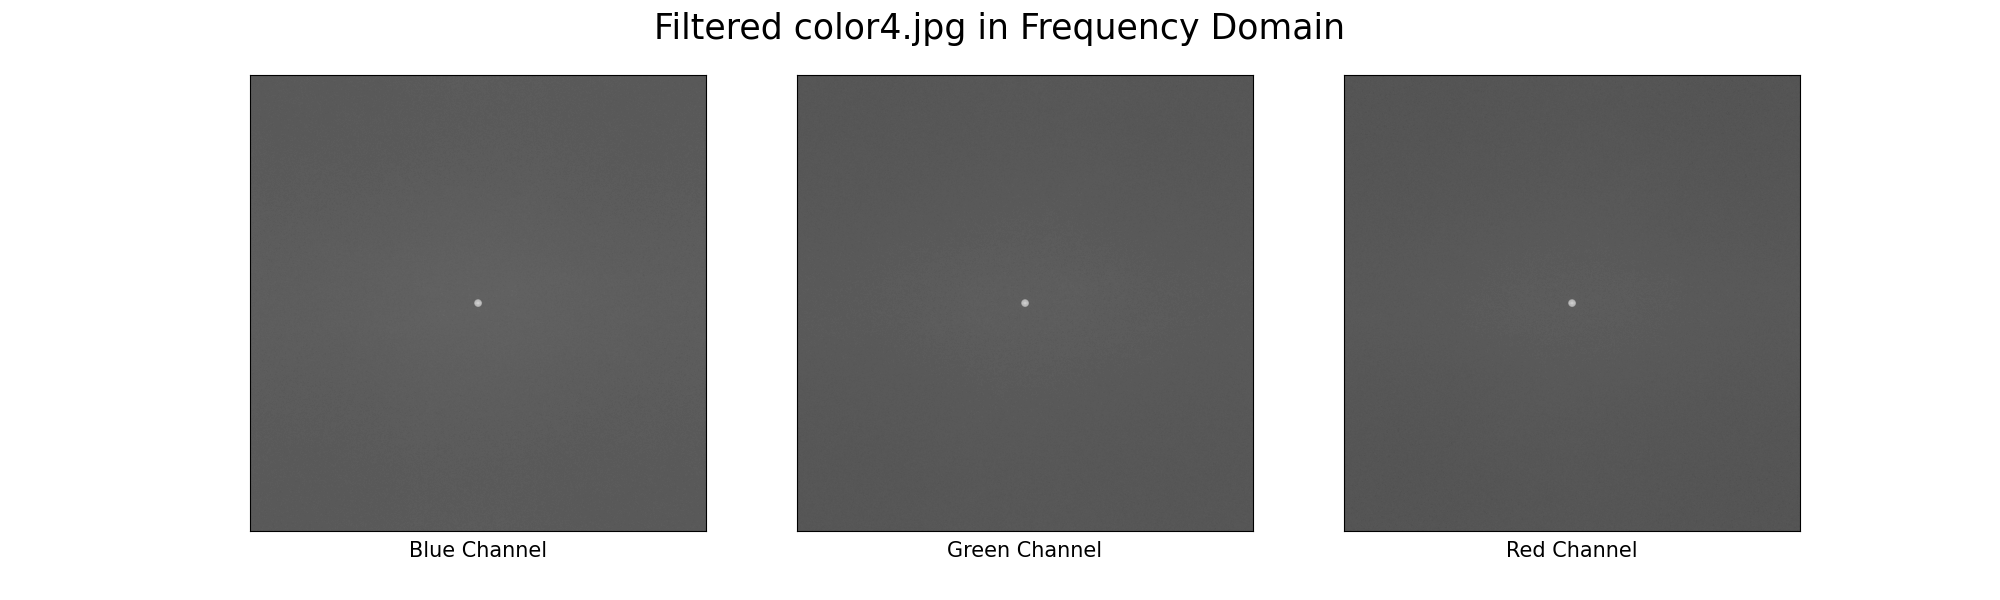 Filtered color4.jpg in Frequency Domain
Blue Channel
Green Channel
Red Channel